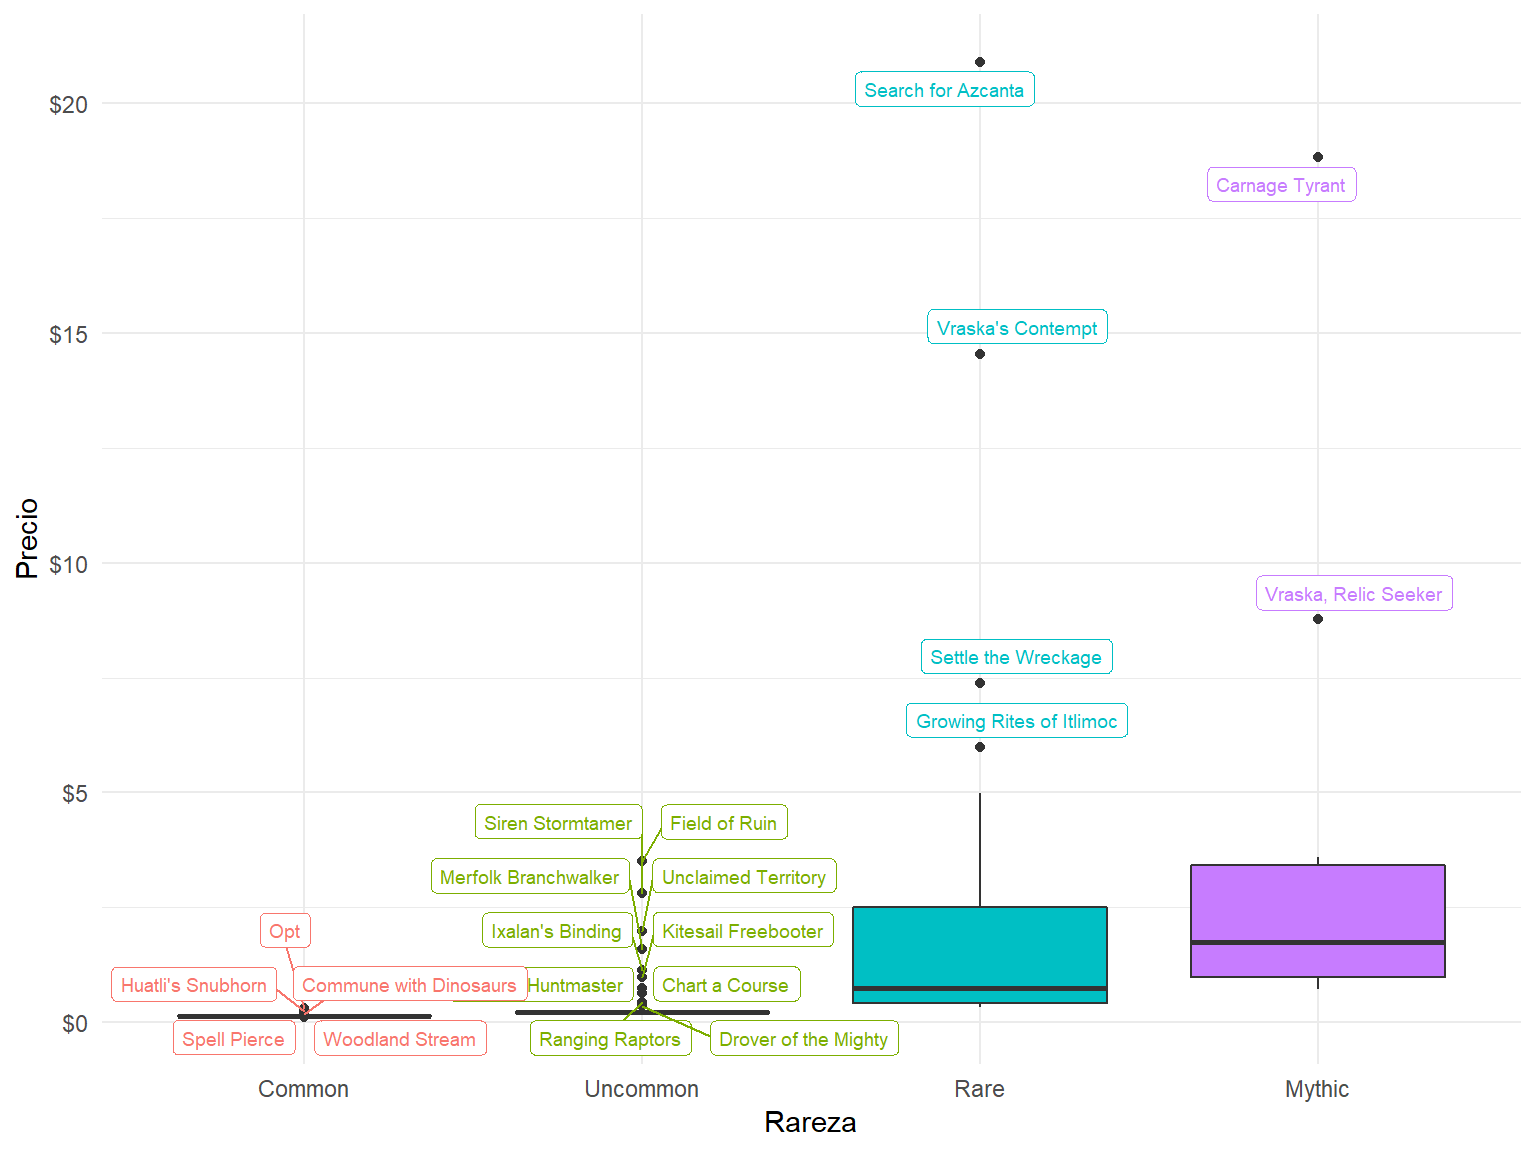 $20
Search for Azcanta
Carnage Tyrant
$15
Vraska's Contempt
Precio
$10
Vraska, Relic Seeker
Settle the Wreckage
Growing Rites of Itlimoc
$5
Siren Stormtamer
Field of Ruin
Merfolk Branchwalker
Unclaimed Territory
Opt
Ixalan's Binding
Kitesail Freebooter
Huatli's Snubhorn
Commune with Dinosaurs
Huntmaster
Chart a Course
$0
Spell Pierce
Woodland Stream
Ranging Raptors
Drover of the Mighty
Common
Uncommon
Rare
Mythic
Rareza